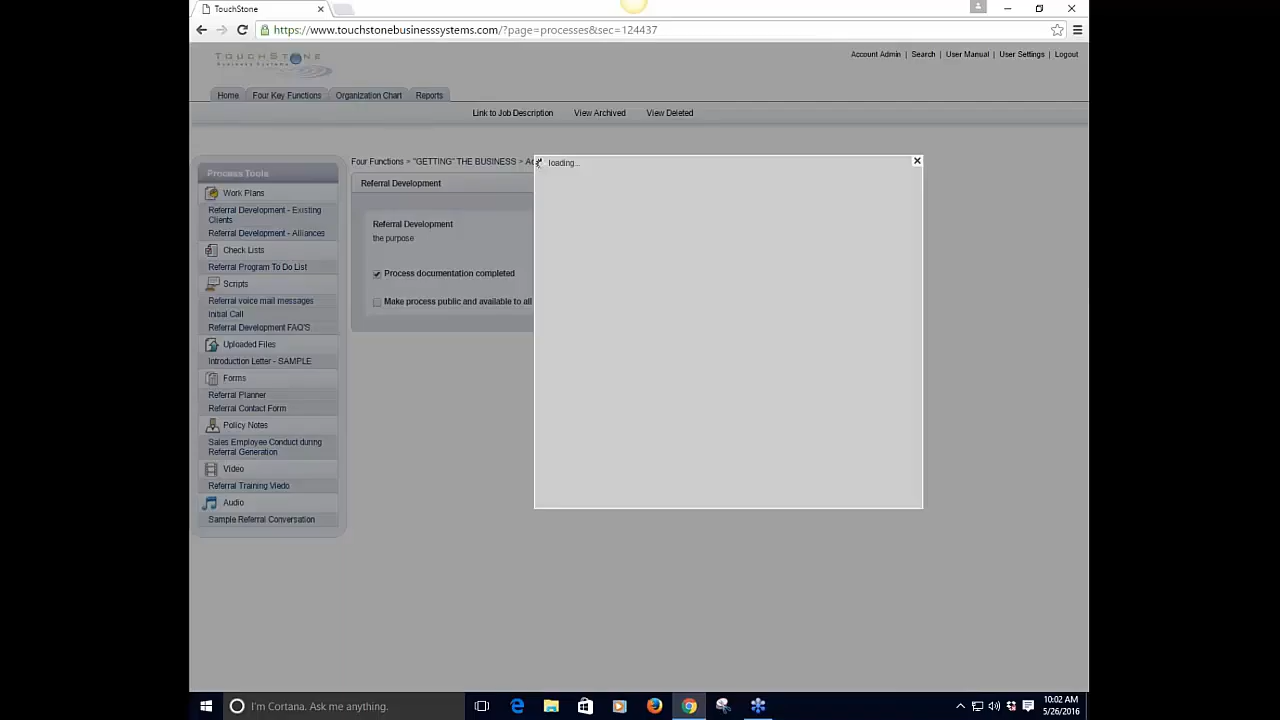 TouchStone
https://www.touchstonebusinesssystems.com/?page=processes&sec=124437
TOUCHSTONE
Business Systems
Account Admin | Search | User Manual | User Settings | Logout
Home
Four Key Functions
Organization Chart
Reports
Link to Job Description
View Archived
View Deleted
Four Functions > "GETTING" THE BUSINESS >
loading...
Process Tools
Work Plans
Referral Development - Existing
Clients
Referral Development - Alliances
Check Lists
Referral Program To Do List
Scripts
Referral voice mail messages
Initial Call
Referral Development FAQ'S
Uploaded Files
Introduction Letter - SAMPLE
Forms
Referral Planner
Referral Contact Form
Policy Notes
Sales Employee Conduct during
Referral Generation
Video
Referral Training Viedo
Audio
Sample Referral Conversation
Referral Development
Referral Development
the purpose
Process documentation completed
Make process public and available to all
I'm Cortana. Ask me anything.
10:02 AM
5/26/2016